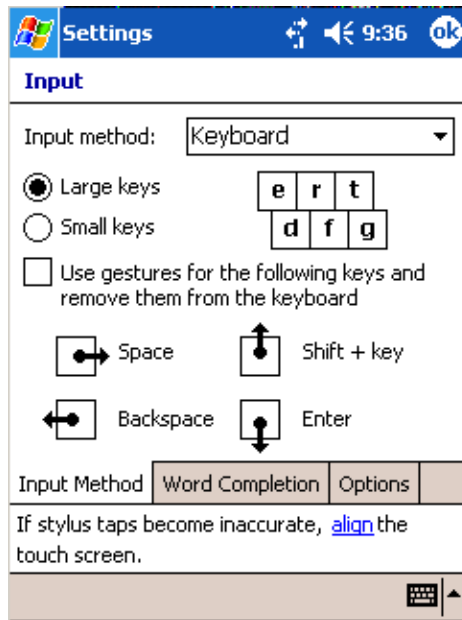 Settings 9:36 ok
Input
Input method: Keyboard
Large keys
e r t
Small keys
d f g
Use gestures for the following keys and
remove them from the keyboard
Space Shift + key
Backspace Enter
Input Method Word Completion Options
If stylus taps become inaccurate, align the
touch screen.